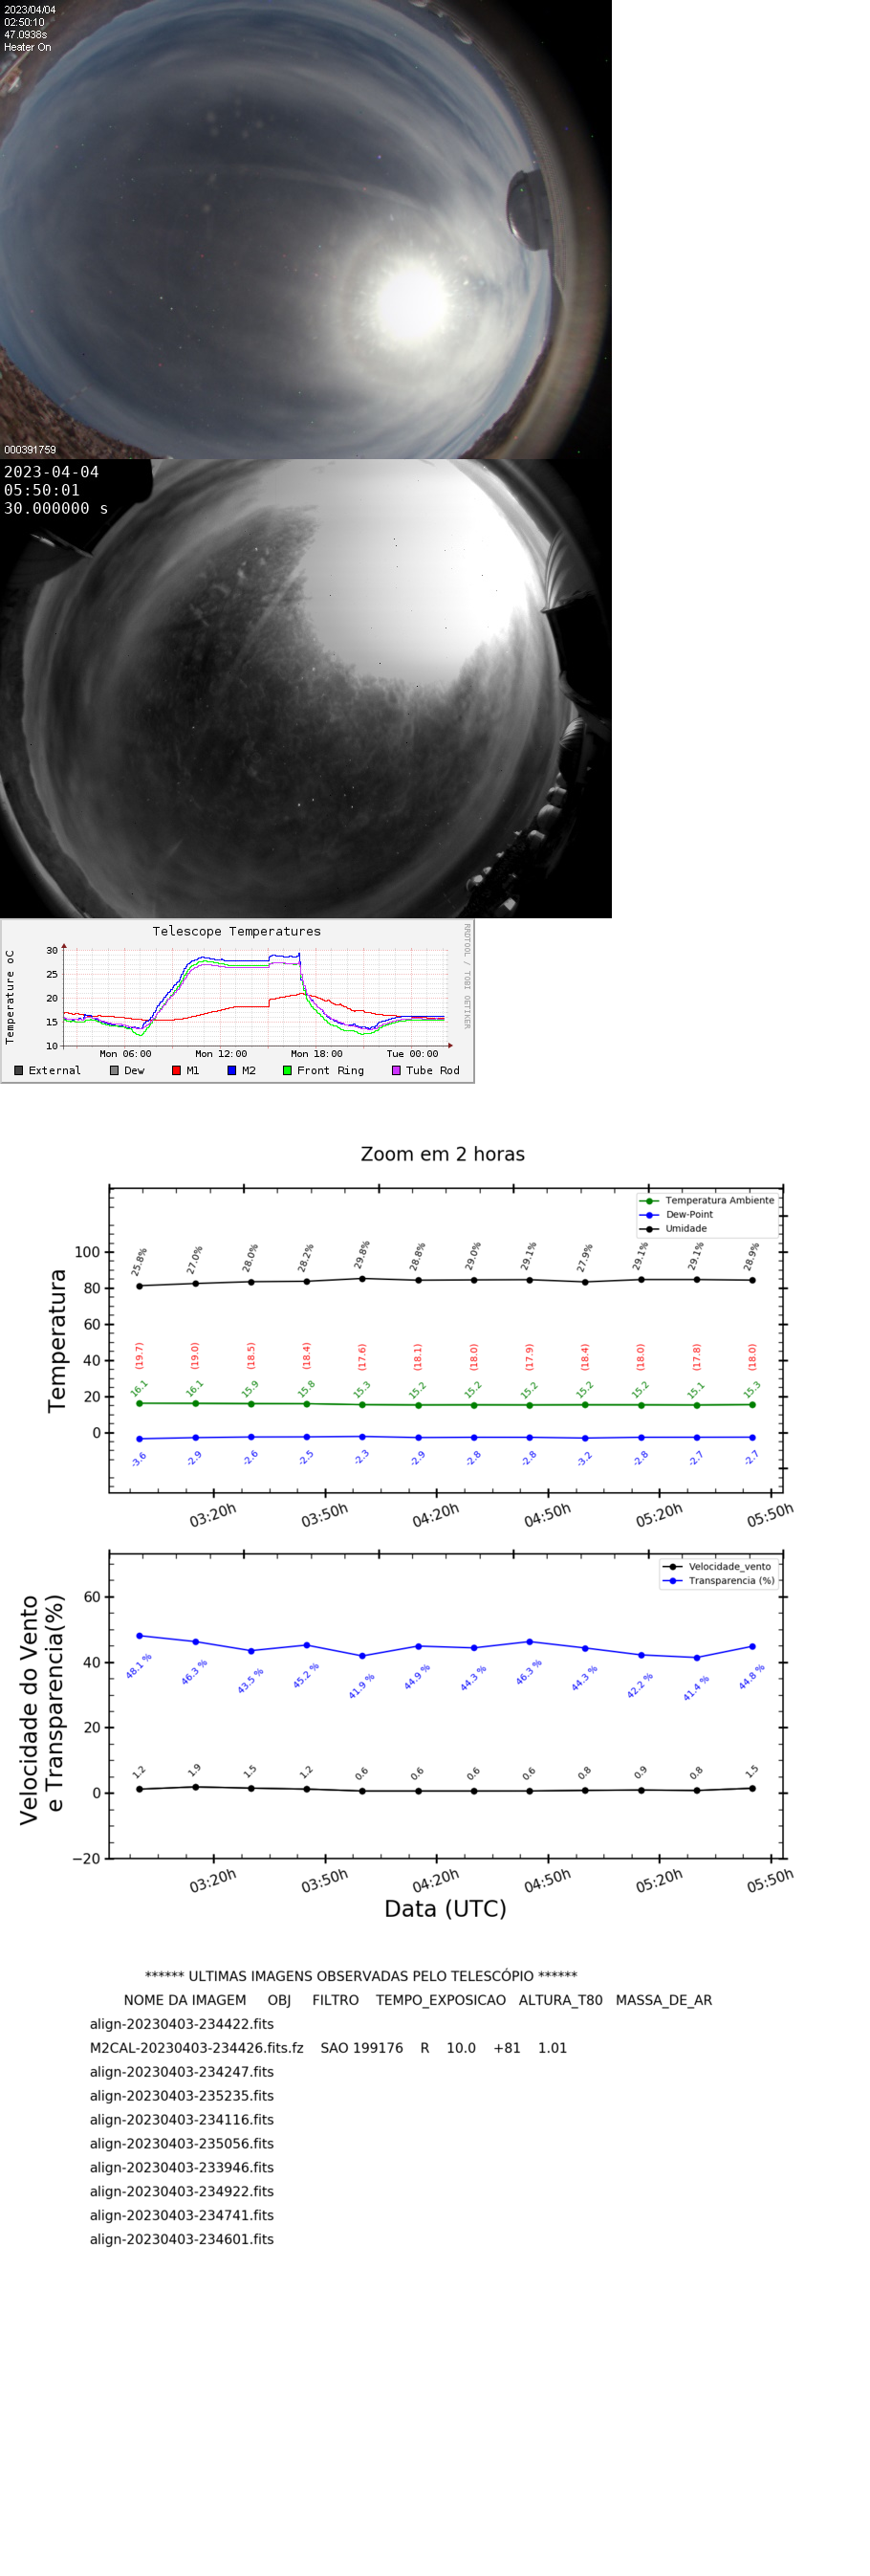 2023/04/04
02:50:10
47.0938s
Heater On
000391759
2023-04-04
05:50:01
30.000000 s
Telescope Temperatures
RRDTOOL / TOBI OETIKER
Temperature oC
30
25
20
15
10
Mon 06:00 Mon 12:00 Mon 18:00 Tue 00:00
External Dew M1 M2 Front Ring Tube Rod
Zoom em 2 horas
Temperatura Ambiente
Dew-Point
Umidade
Temperatura
100
80
60
40
20
0
25.8% 27.0% 28.0% 28.2% 29.8% 28.8% 29.0% 29.1% 27.9% 29.1% 29.1% 28.9%
(19.7) (19.0) (18.5) (18.4) (17.6) (18.1) (18.0) (17.9) (18.4) (18.0) (17.8) (18.0)
16.1 16.1 15.9 15.8 15.3 15.2 15.2 15.2 15.2 15.2 15.1 15.3
-3.6 -2.9 -2.6 -2.5 -2.3 -2.9 -2.8 -2.8 -3.2 -2.8 -2.7 -2.7
03:20h 03:50h 04:20h 04:50h 05:20h 05:50h
Velocidade_vento
Transparencia (%)
Velocidade do Vento
e Transparencia(%)
60
40
20
0
−20
48.1 % 46.3 % 43.5 % 45.2 % 41.9 % 44.9 % 44.3 % 46.3 % 44.3 % 42.2 % 41.4 % 44.8 %
1.2 1.9 1.5 1.2 0.6 0.6 0.6 0.6 0.8 0.9 0.8 1.5
03:20h 03:50h 04:20h 04:50h 05:20h 05:50h
Data (UTC)
****** ULTIMAS IMAGENS OBSERVADAS PELO TELESCÓPIO ******
NOME DA IMAGEM OBJ FILTRO TEMPO_EXPOSICAO ALTURA_T80 MASSA_DE_AR
align-20230403-234422.fits
M2CAL-20230403-234426.fits.fz SAO 199176 R 10.0 +81 1.01
align-20230403-234247.fits
align-20230403-235235.fits
align-20230403-234116.fits
align-20230403-235056.fits
align-20230403-233946.fits
align-20230403-234922.fits
align-20230403-234741.fits
align-20230403-234601.fits